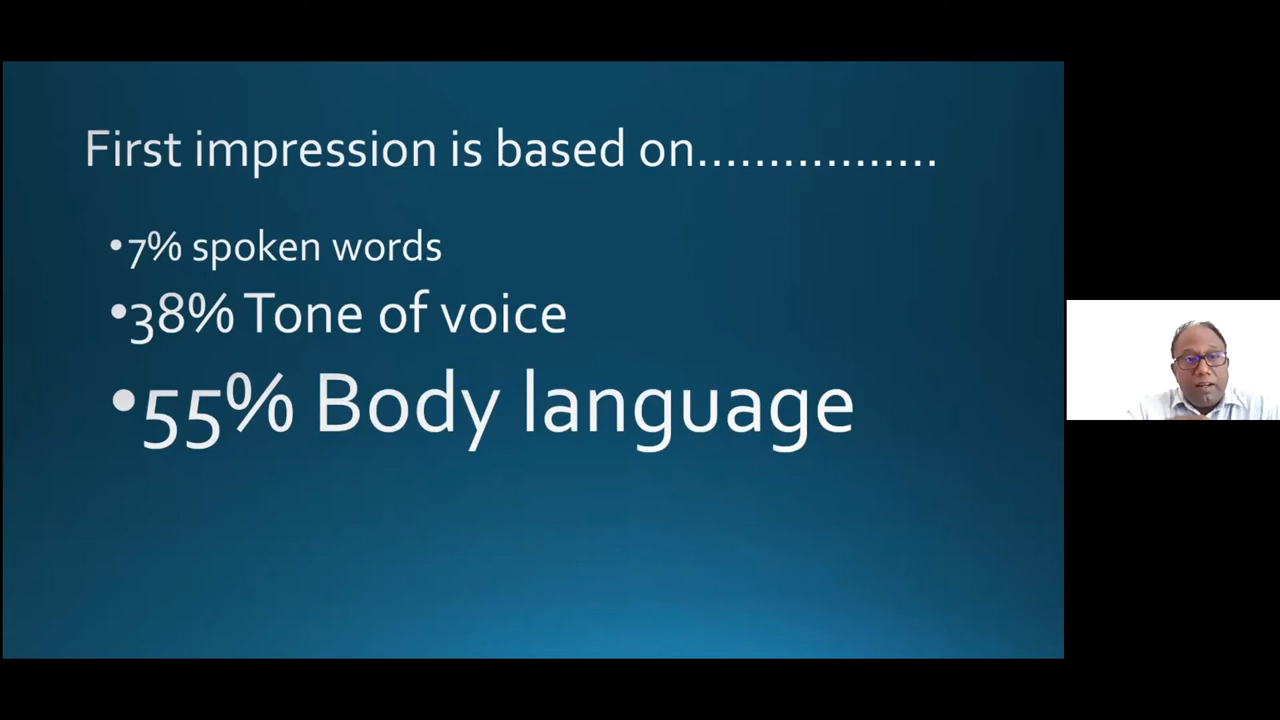 First impression is based on.................
•7% spoken words
•38% Tone of voice
•55% Body language